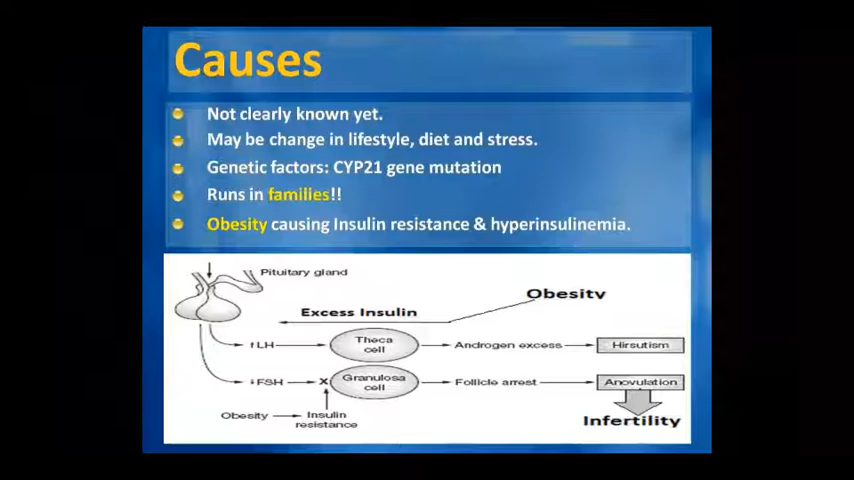 Causes
Not clearly known yet.
May be change in lifestyle, diet and stress.
Genetic factors: CYP21 gene mutation
Runs in families!!
Obesity causing Insulin resistance & hyperinsulinemia.
Pituitary gland
Obesity
Excess Insulin
↑LH
Theca
cell
Androgen excess
Hirsutism
↓FSH
X
Granulosa
cell
Follicle arrest
Anovulation
Obesity
Insulin
resistance
Infertility